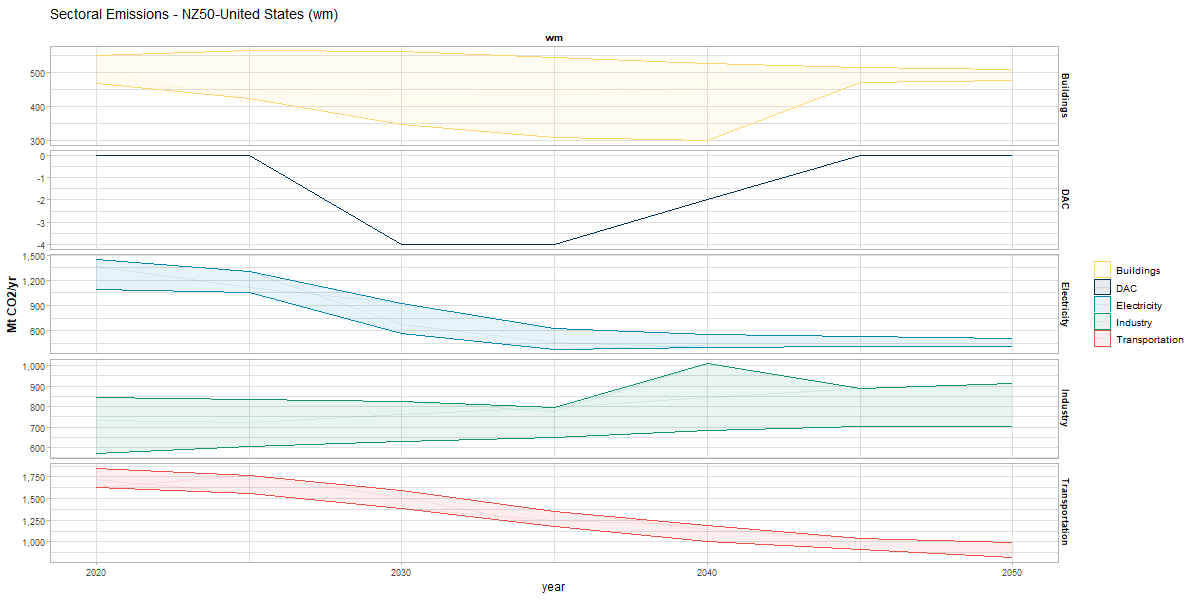 Sectoral Emissions - NZ50-United States (wm)
wm
500
400
300
Buildings
0
-1
-2
-3
-4
DAC
1,500
1,200
900
600
Electricity
1,000
900
800
700
600
Industry
1,750
1,500
1,250
1,000
Transportation
Mt CO2/yr
2020
2030
2040
2050
year
Buildings
DAC
Electricity
Industry
Transportation